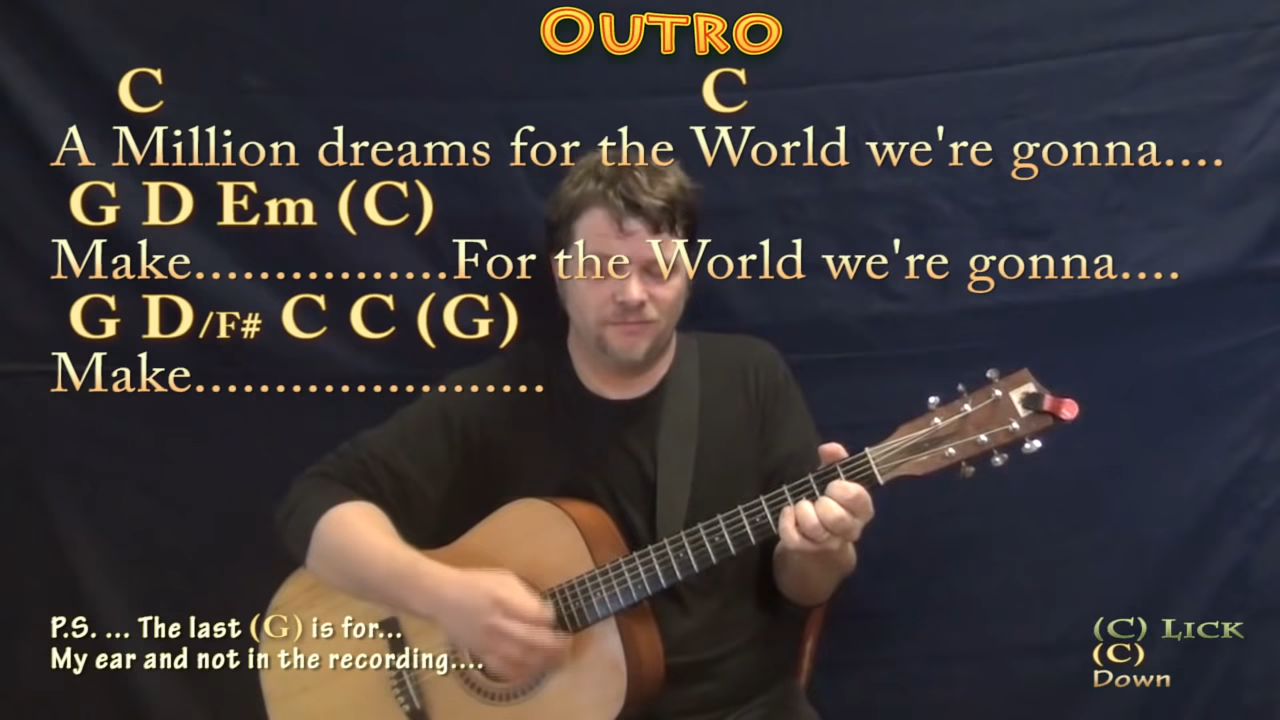 OUTRO
C C
A Million dreams for the World we're gonna....
G D Em (C)
Make................For the World we're gonna....
G D/F# C C (G)
Make......................
P.S. ... The last (G) is for...
My ear and not in the recording....
(C) LICK
(C)
Down